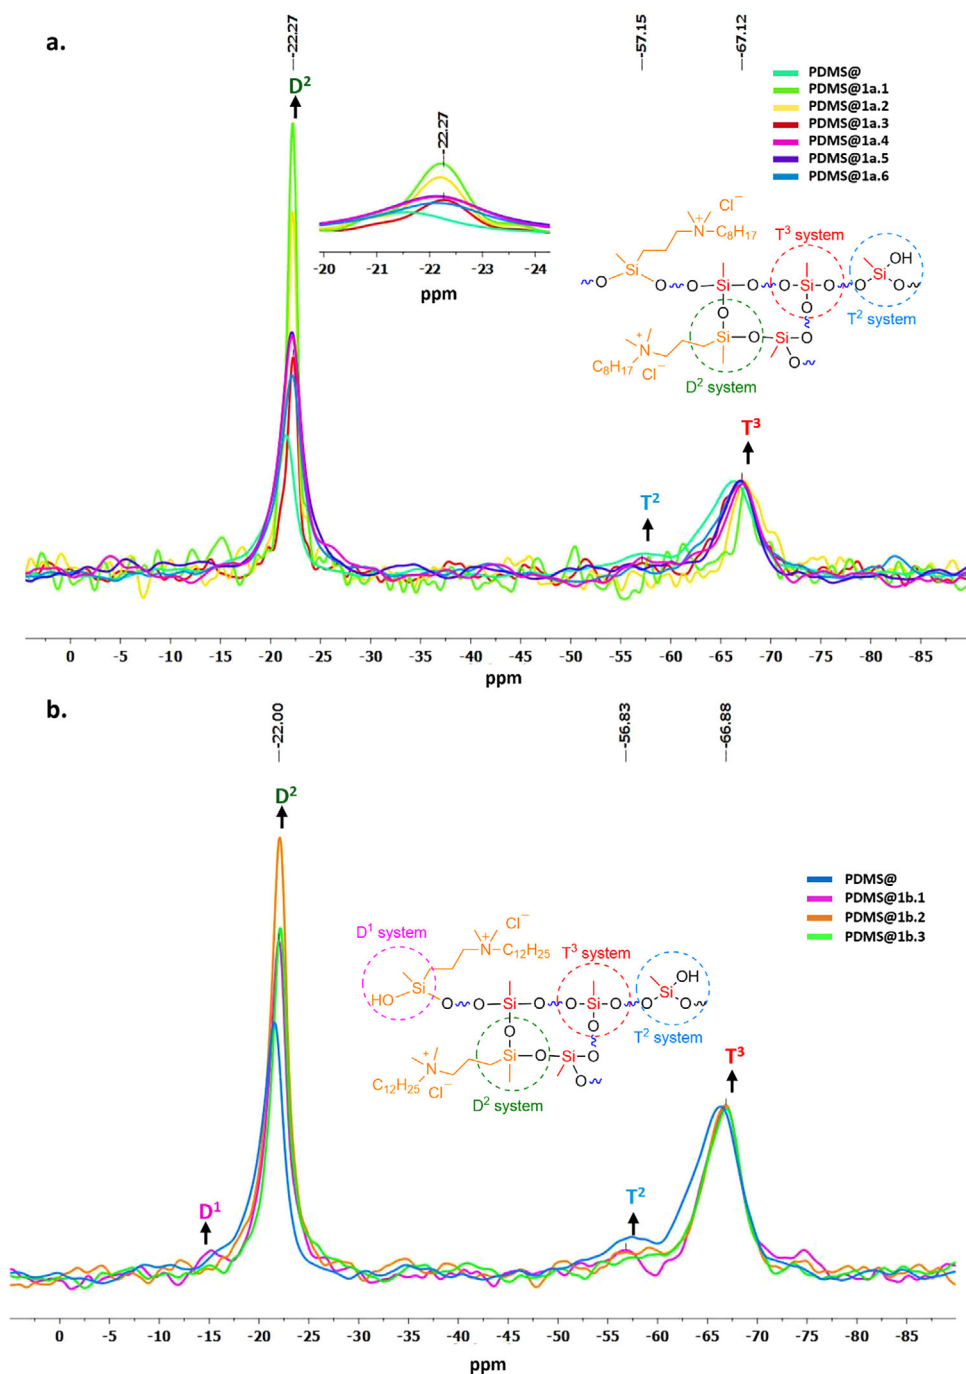 a.
-22.27
-57.15
-67.12
D²
PDMS@
PDMS@1a.1
PDMS@1a.2
PDMS@1a.3
PDMS@1a.4
PDMS@1a.5
PDMS@1a.6
-22.27
-20 -21 -22 -23 -24
ppm
Cl⁻
N⁺
C₈H₁₇
T³ system
OH
Si Si Si Si
O O O O O O O
T² system
O O
N⁺ Si O Si
C₈H₁₇ Cl⁻ O
D² system
T³
T²
0 -5 -10 -15 -20 -25 -30 -35 -40 -45 -50 -55 -60 -65 -70 -75 -80 -85
ppm
b.
-22.00
-56.83
-66.88
D²
PDMS@
PDMS@1b.1
PDMS@1b.2
PDMS@1b.3
Cl⁻
D¹ system
N⁺
C₁₂H₂₅
T³ system
OH
Si Si Si Si
HO O O O O O O O
T² system
O O
N⁺ Si O Si
C₁₂H₂₅ Cl⁻ O
D² system
T³
D¹
T²
0 -5 -10 -15 -20 -25 -30 -35 -40 -45 -50 -55 -60 -65 -70 -75 -80 -85
ppm